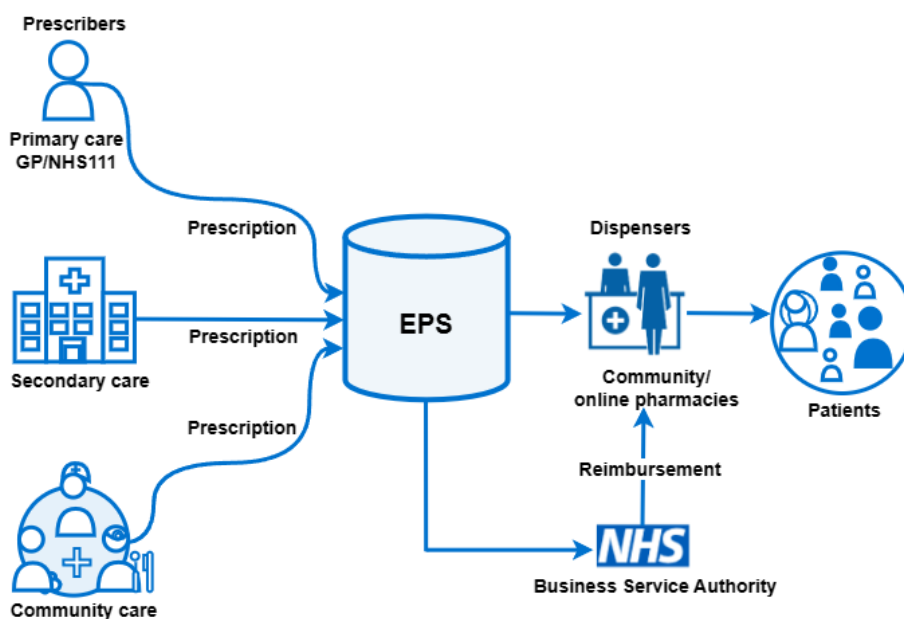 Prescribers
Primary care
GP/NHS111
Prescription
Secondary care
Prescription
Prescription
Community care
EPS
Dispensers
Community/
online pharmacies
Patients
Reimbursement
NHS
Business Service Authority